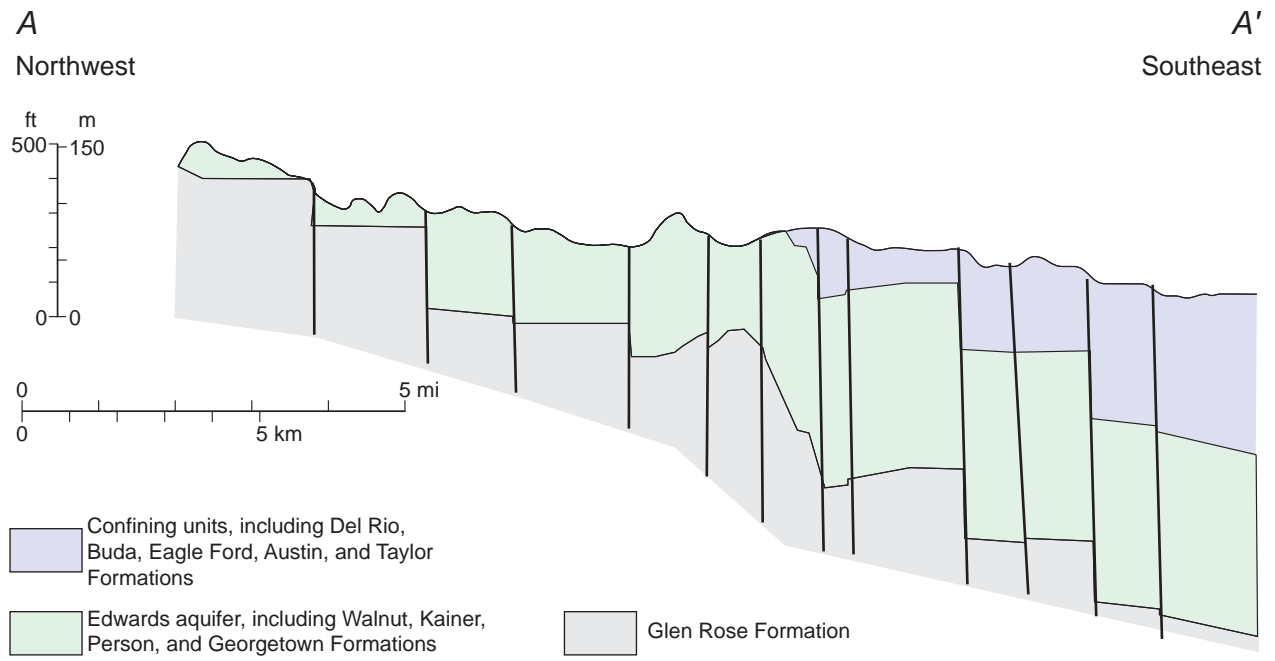 A
A'
Northwest
Southeast
ft m
500 150
0 0
0 5 mi
0 5 km
Confining units, including Del Rio,
Buda, Eagle Ford, Austin, and Taylor
Formations
Edwards aquifer, including Walnut, Kainer,
Person, and Georgetown Formations
Glen Rose Formation